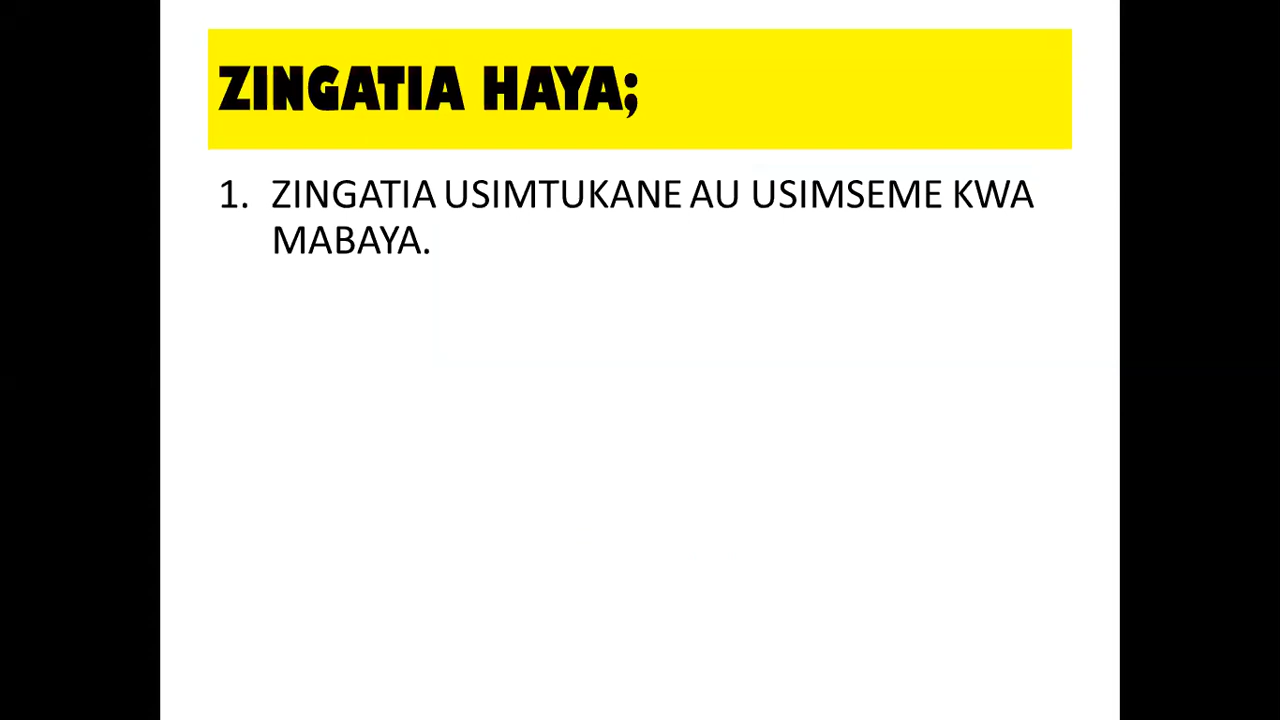 ZINGATIA HAYA;
1. ZINGATIA USIMTUKANE AU USIMSEME KWA
MABAYA.